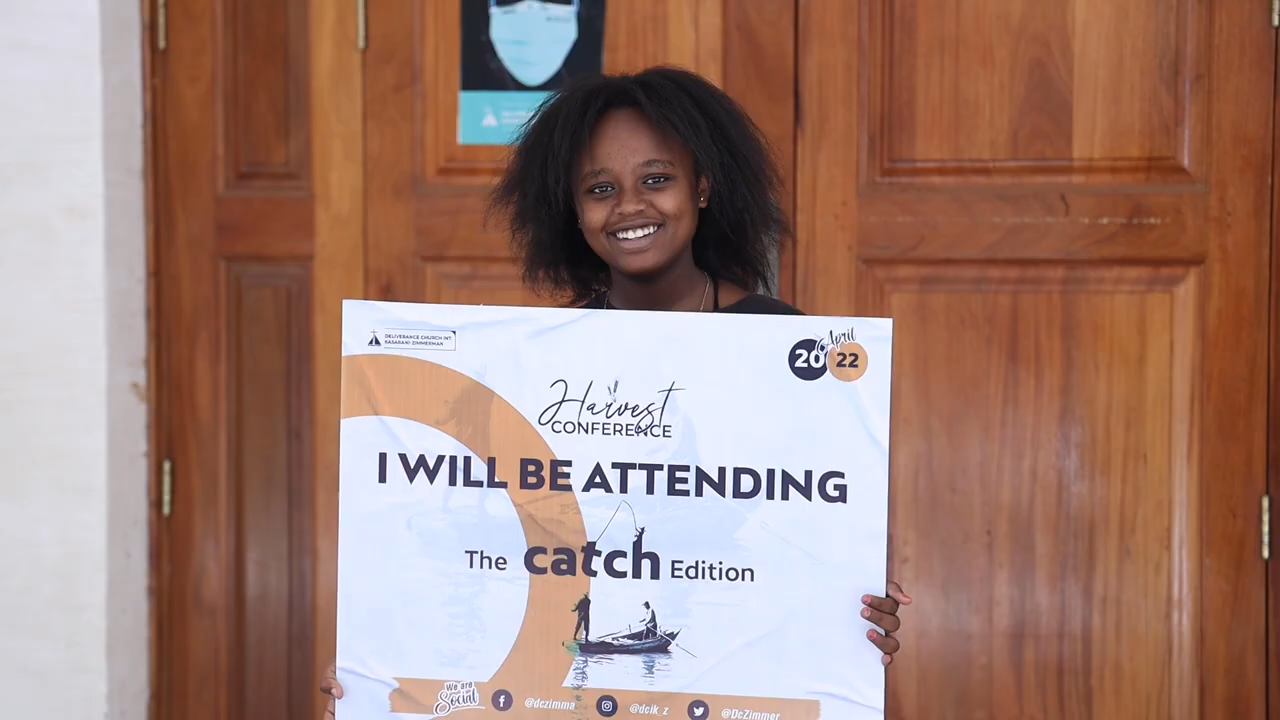 DELIVERANCE CHURCH INT.
KASARANI ZIMMERMAN
April
20 22
Harvest
CONFERENCE
I WILL BE ATTENDING
The catch Edition
We are
Social
@dczimma @dcik_z @DcZimmer